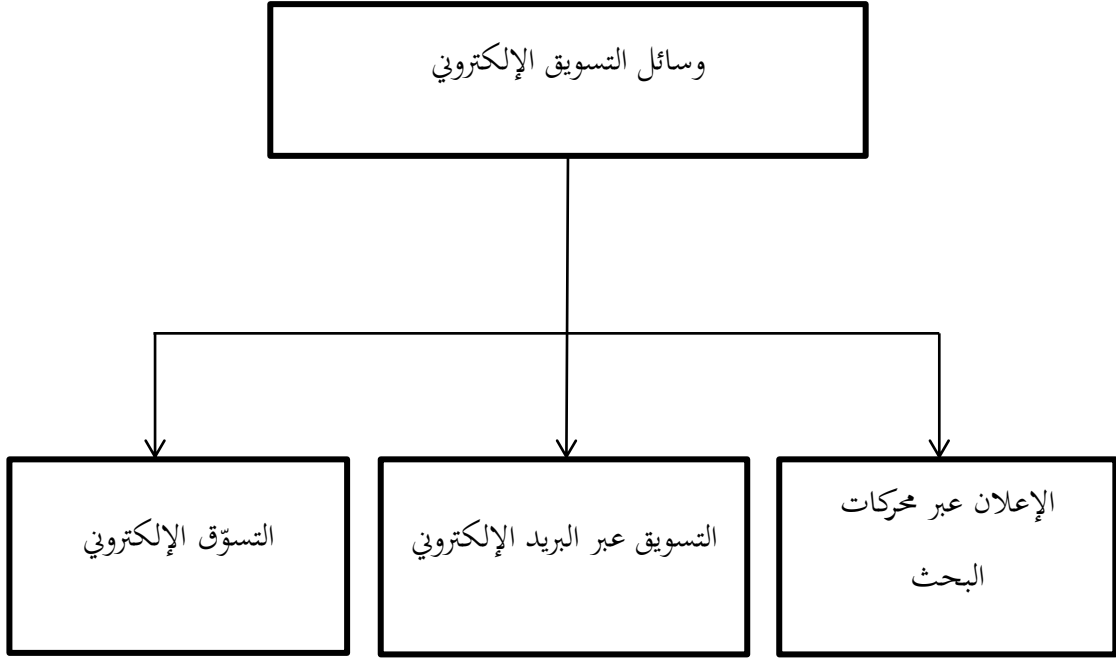 وسائل التسويق الإلكتروني
الإعلان عبر محركات
البحث
التسويق عبر البريد الإلكتروني
التسوّق الإلكتروني